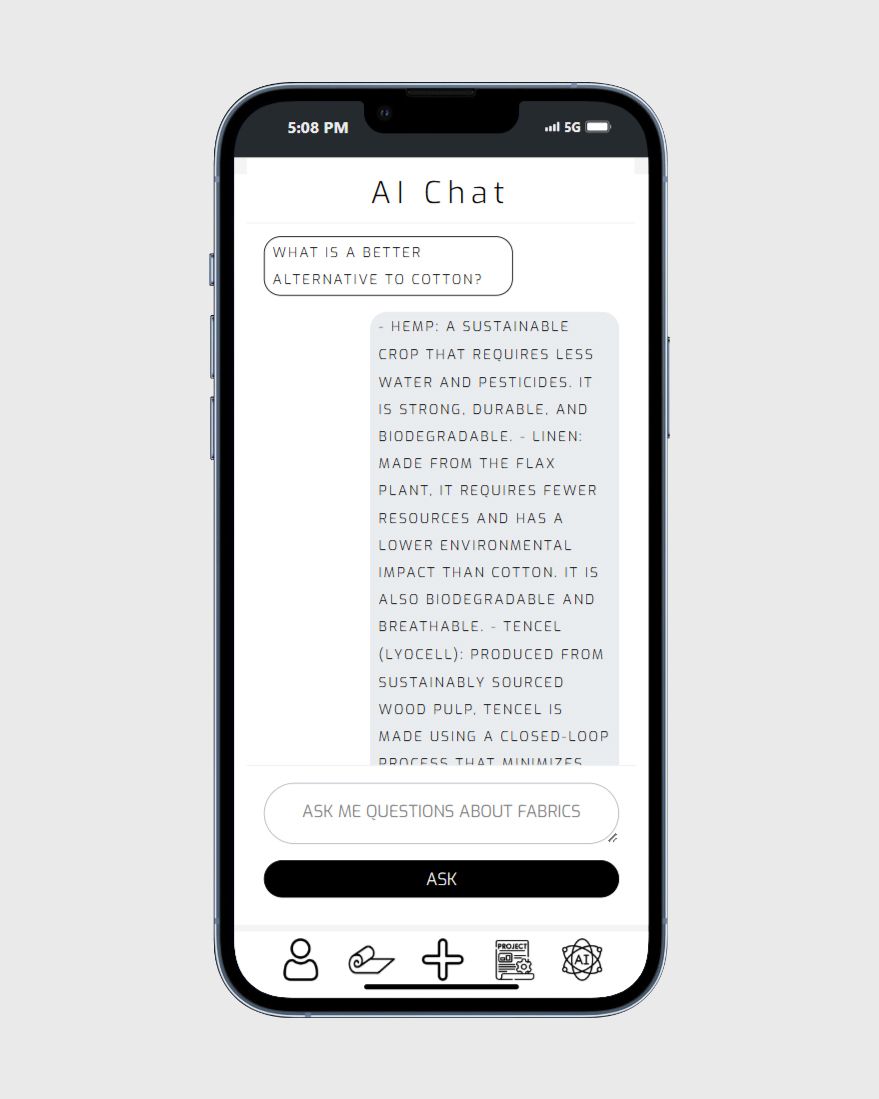 5:08 PM
5G
AI Chat
WHAT IS A BETTER
ALTERNATIVE TO COTTON?
- HEMP: A SUSTAINABLE
CROP THAT REQUIRES LESS
WATER AND PESTICIDES. IT
IS STRONG, DURABLE, AND
BIODEGRADABLE. - LINEN:
MADE FROM THE FLAX
PLANT, IT REQUIRES FEWER
RESOURCES AND HAS A
LOWER ENVIRONMENTAL
IMPACT THAN COTTON. IT IS
ALSO BIODEGRADABLE AND
BREATHABLE. - TENCEL
(LYOCELL): PRODUCED FROM
SUSTAINABLY SOURCED
WOOD PULP, TENCEL IS
MADE USING A CLOSED-LOOP
PROCESS THAT MINIMIZES
ASK ME QUESTIONS ABOUT FABRICS
ASK
PROJECT
AI